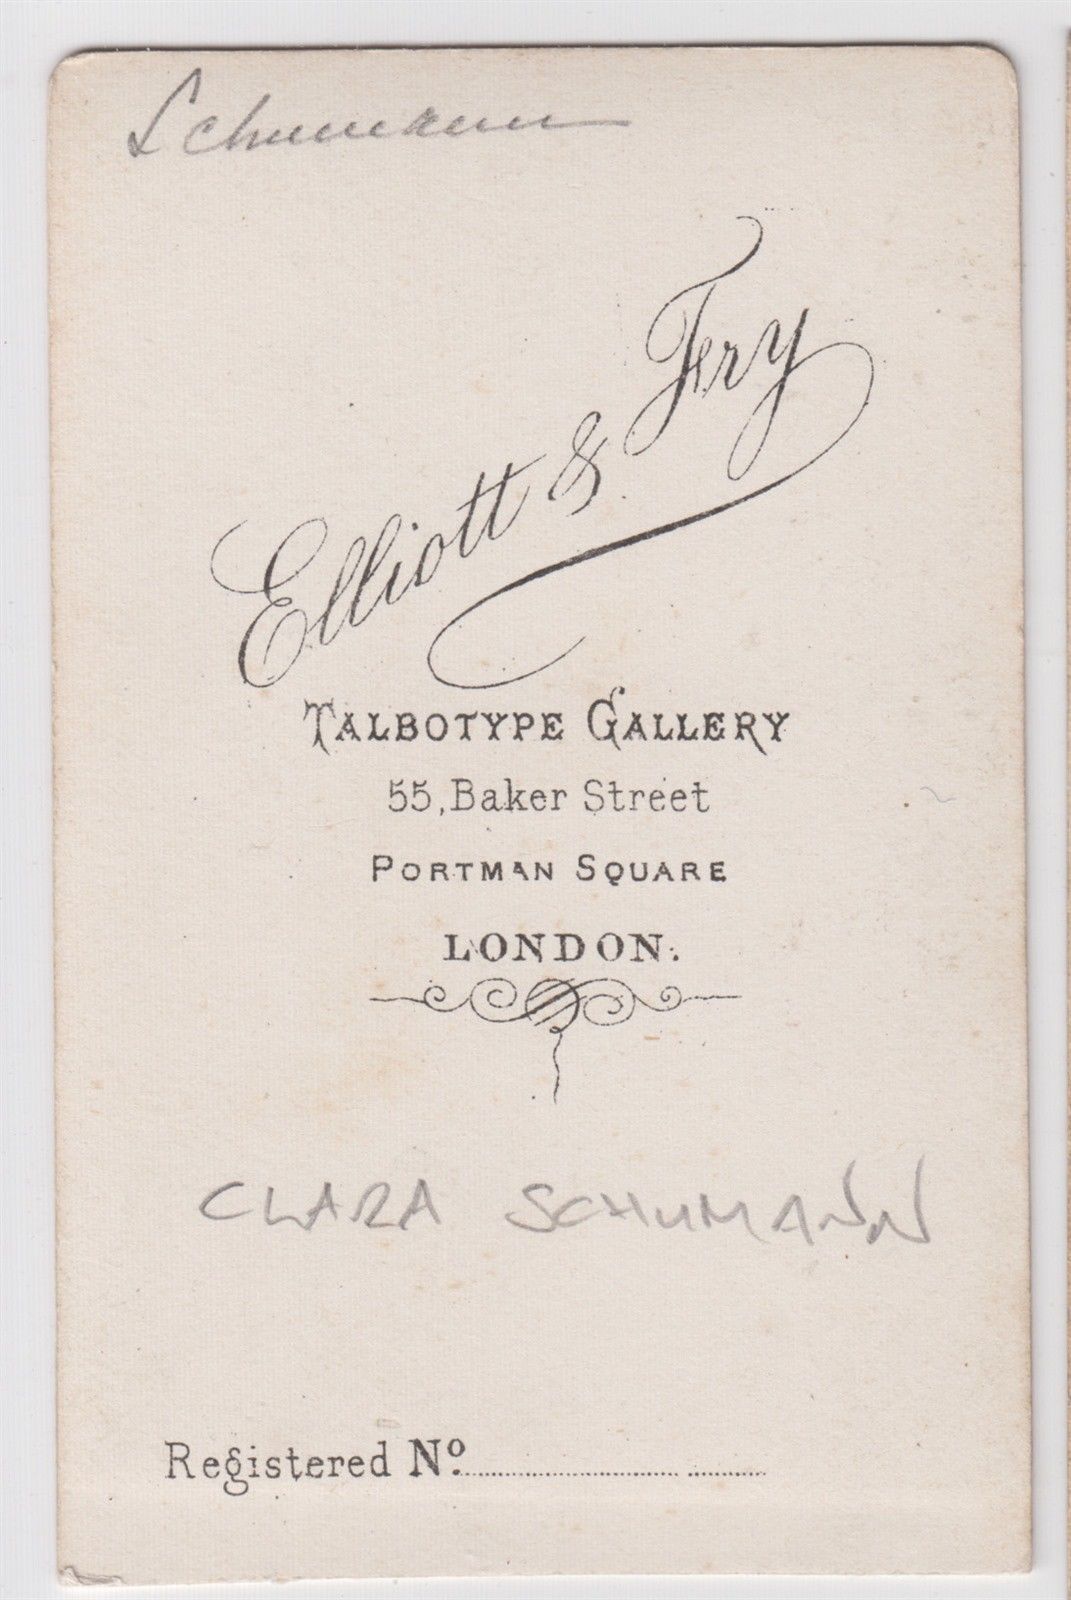 Schumann
Elliott & Fry
TALBOTYPE GALLERY
55, Baker Street
PORTMAN SQUARE
LONDON.
CLARA SCHUMANN
Registered Nº